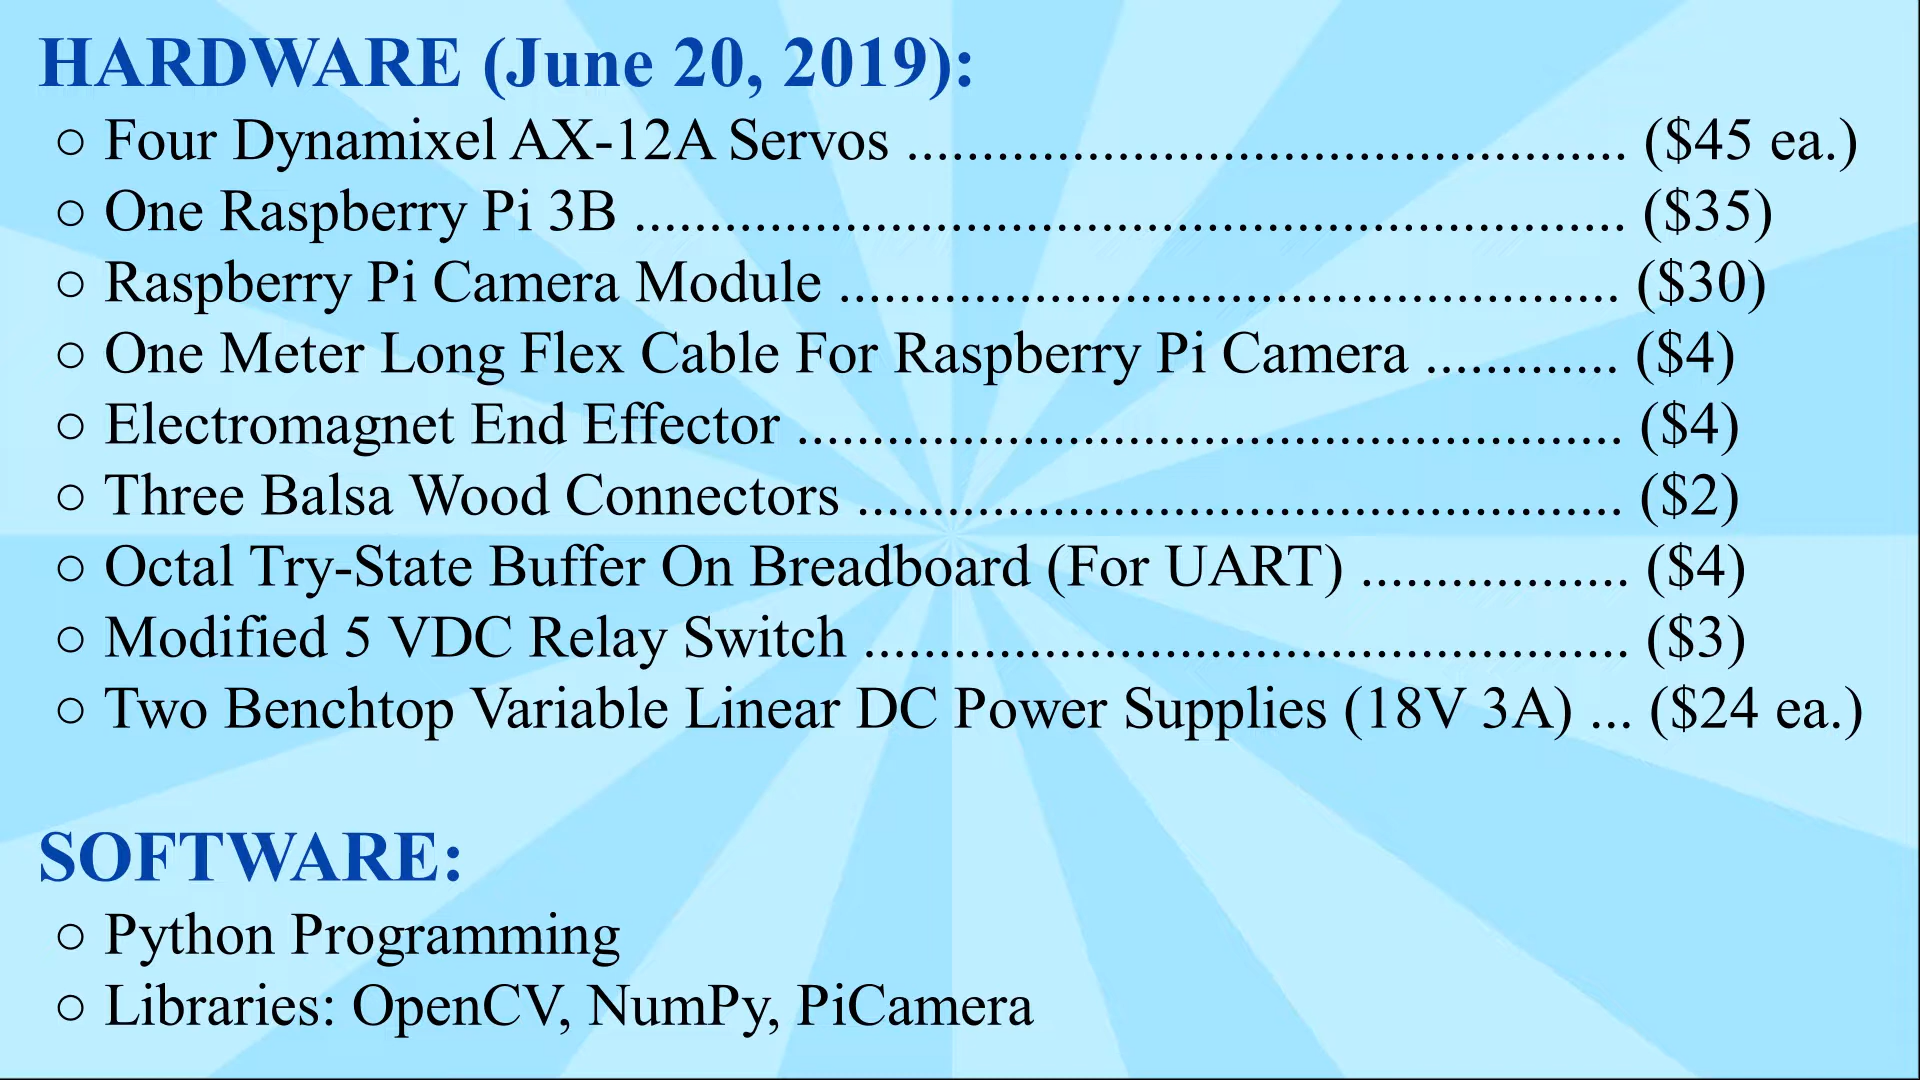 HARDWARE (June 20, 2019):
○ Four Dynamixel AX-12A Servos ................................................ ($45 ea.)
○ One Raspberry Pi 3B .................................................................. ($35)
○ Raspberry Pi Camera Module .................................................... ($30)
○ One Meter Long Flex Cable For Raspberry Pi Camera ............. ($4)
○ Electromagnet End Effector ....................................................... ($4)
○ Three Balsa Wood Connectors ................................................... ($2)
○ Octal Try-State Buffer On Breadboard (For UART) .................. ($4)
○ Modified 5 VDC Relay Switch ................................................... ($3)
○ Two Benchtop Variable Linear DC Power Supplies (18V 3A) ... ($24 ea.)
SOFTWARE:
○ Python Programming
○ Libraries: OpenCV, NumPy, PiCamera